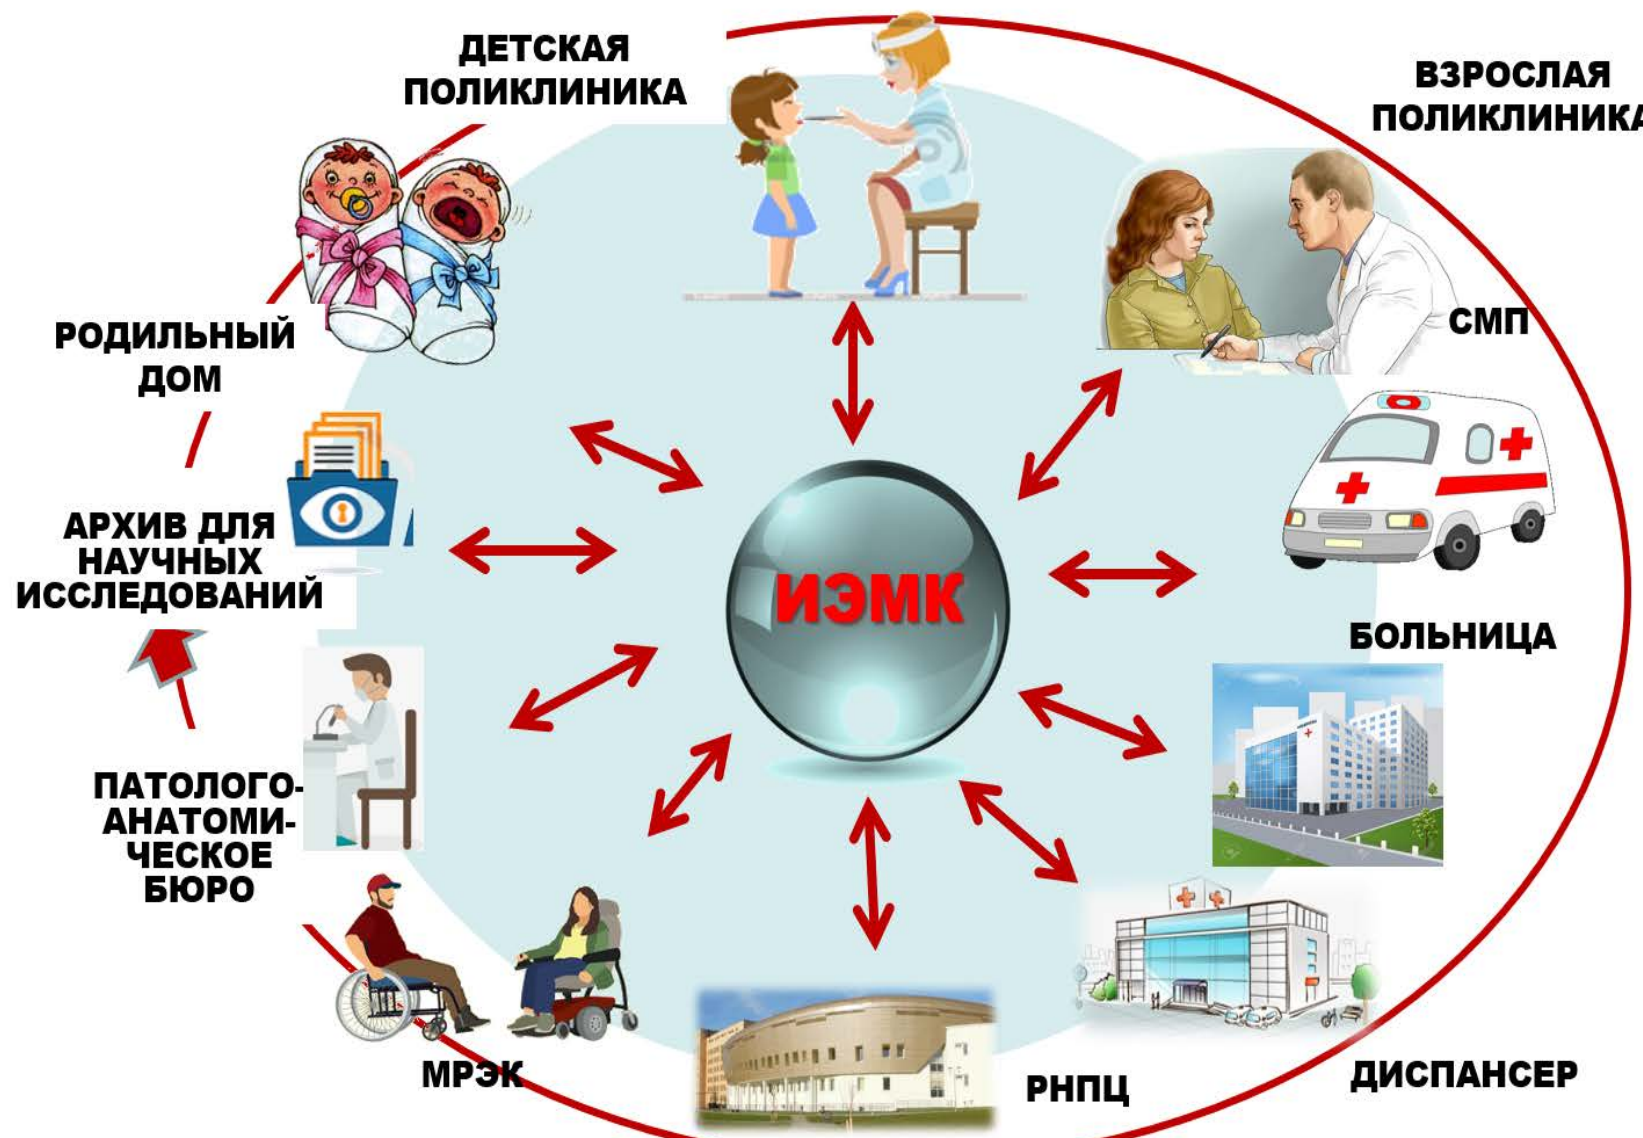 ДЕТСКАЯ
ПОЛИКЛИНИКА
ВЗРОСЛАЯ
ПОЛИКЛИНИКА
СМП
РОДИЛЬНЫЙ
ДОМ
АРХИВ ДЛЯ
НАУЧНЫХ
ИССЛЕДОВАНИЙ
ИЭМК
БОЛЬНИЦА
ПАТОЛОГО-
АНАТОМИ-
ЧЕСКОЕ
БЮРО
МРЭК
РНПЦ
ДИСПАНСЕР